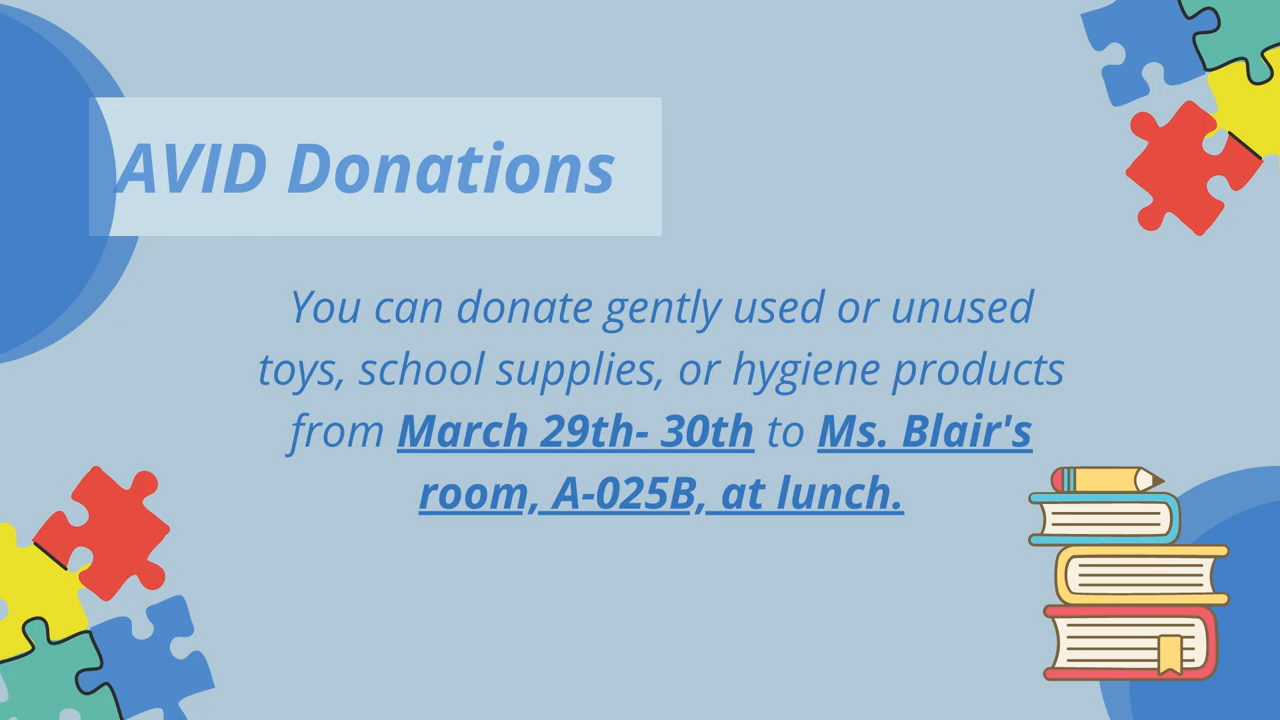 AVID Donations
You can donate gently used or unused
toys, school supplies, or hygiene products
from March 29th- 30th to Ms. Blair's
room, A-025B, at lunch.